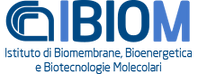 IBIOM
Istituto di Biomembrane, Bioenergetica
e Biotecnologie Molecolari